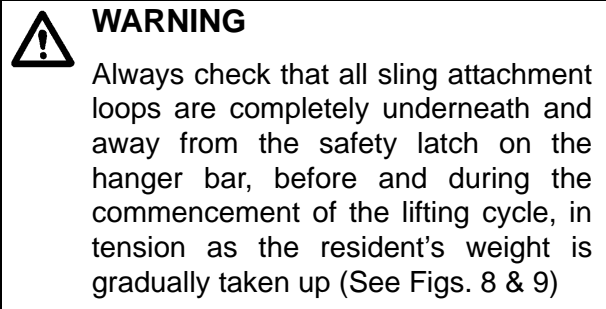 WARNING
Always check that all sling attachment
loops are completely underneath and
away from the safety latch on the
hanger bar, before and during the
commencement of the lifting cycle, in
tension as the resident’s weight is
gradually taken up (See Figs. 8 & 9)